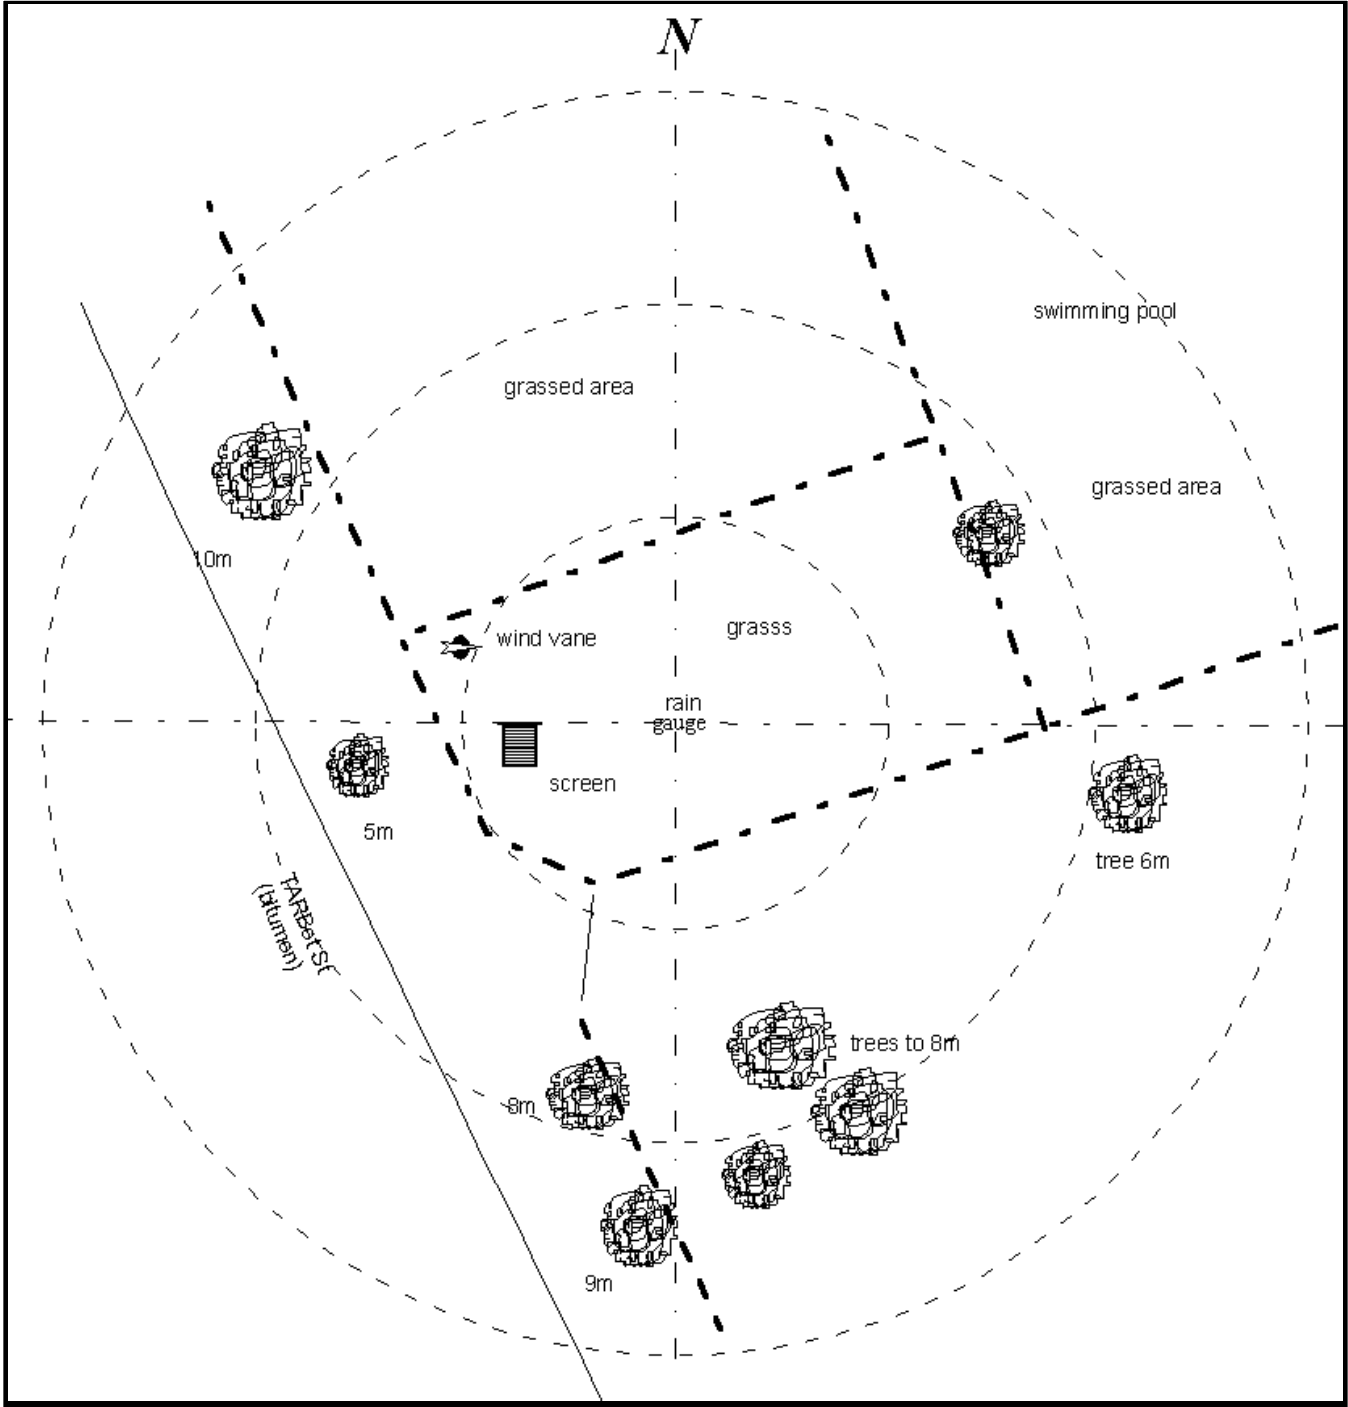 N
swimming pool
grassed area
grassed area
10m
grasss
wind vane
rain
gauge
screen
5m
tree 6m
TARBet St
(bitumen)
trees to 8m
8m
9m